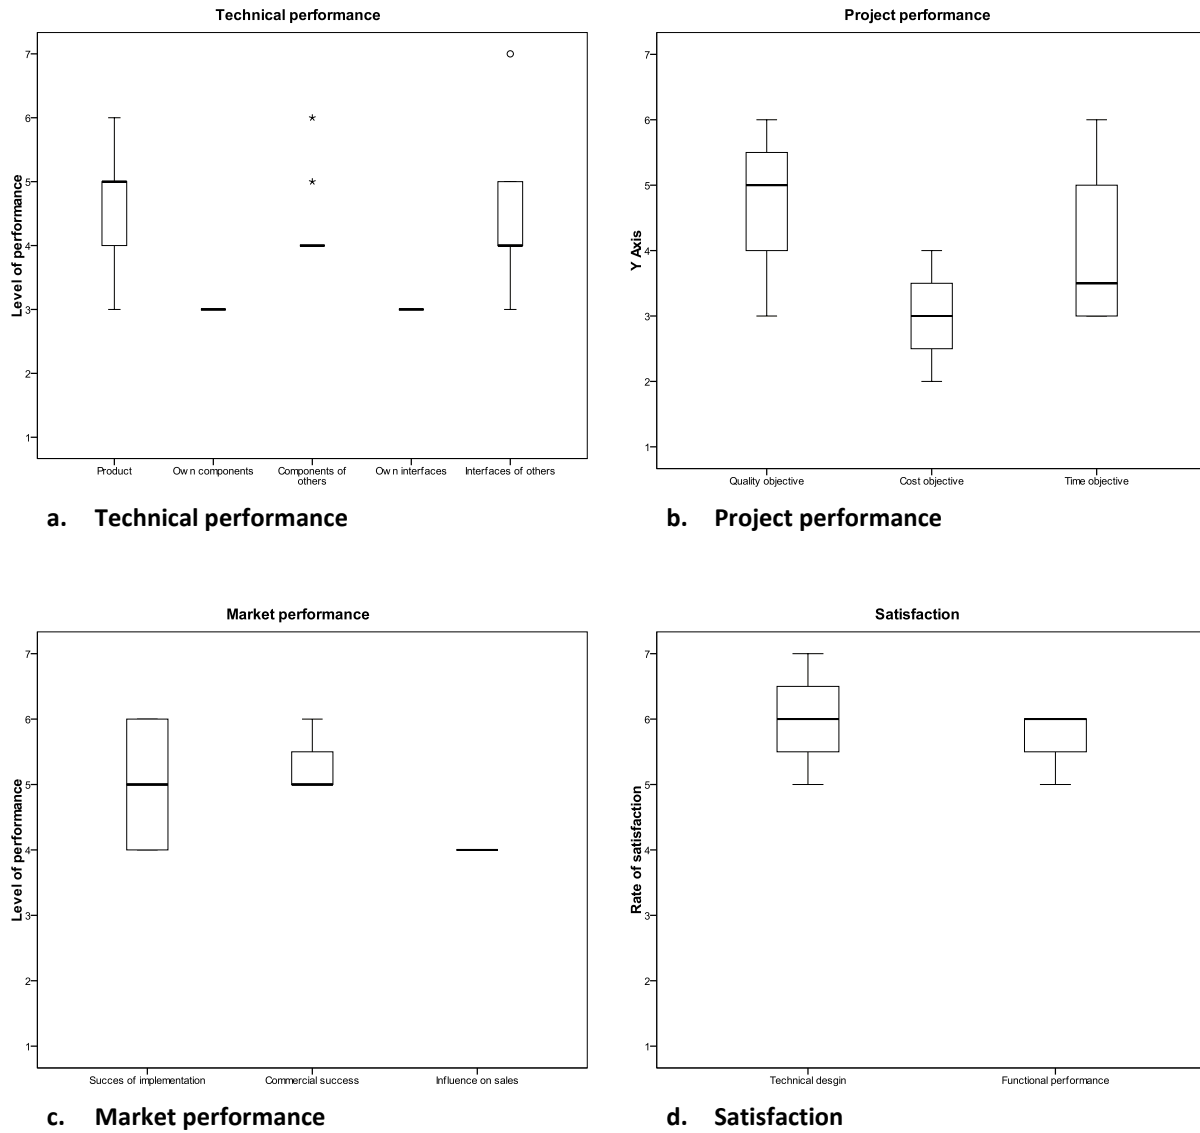 Technical performance
Level of performance
7
6
5
4
3
2
1
Product
Own components
Components of
others
Own interfaces
Interfaces of others
a. Technical performance
Project performance
Y Axis
7
6
5
4
3
2
1
Quality objective
Cost objective
Time objective
b. Project performance
Market performance
Level of performance
7
6
5
4
3
2
1
Succes of implementation
Commercial success
Influence on sales
c. Market performance
Satisfaction
Rate of satisfaction
7
6
5
4
3
2
1
Technical desgin
Functional performance
d. Satisfaction